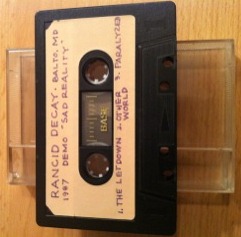 RANCID DECAY. BALTO, MD
1987 DEMO "SAD REALITY"
BASF
1. THE LETDOWN 2. OTHER WORLD 3. PARALYZED